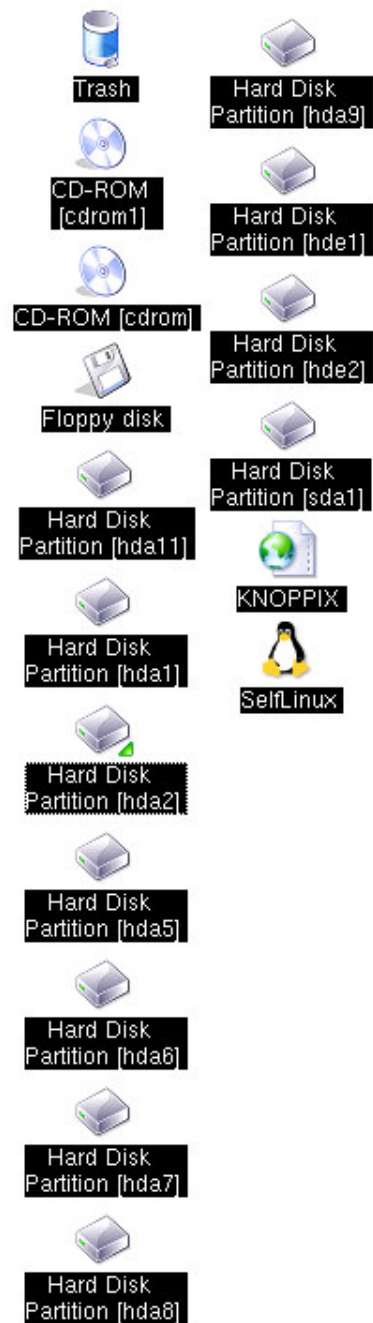 Trash
CD-ROM
[cdrom1]
CD-ROM [cdrom]
Floppy disk
Hard Disk
Partition [hda11]
Hard Disk
Partition [hda1]
Hard Disk
Partition [hda2]
Hard Disk
Partition [hda5]
Hard Disk
Partition [hda6]
Hard Disk
Partition [hda7]
Hard Disk
Partition [hda8]
Hard Disk
Partition [hda9]
Hard Disk
Partition [hde1]
Hard Disk
Partition [hde2]
Hard Disk
Partition [sda1]
KNOPPIX
SelfLinux